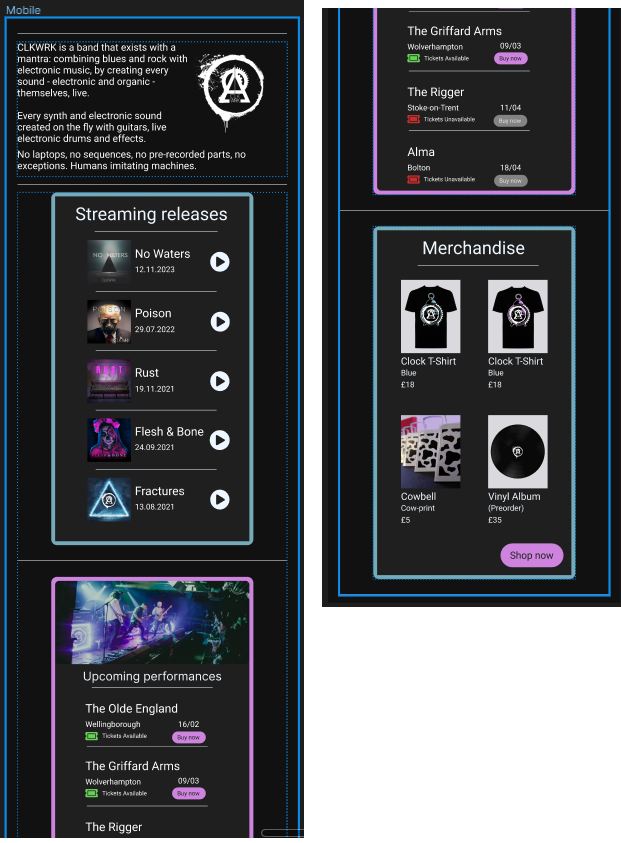 Mobile
CLKWRK is a band that exists with a
mantra: combining blues and rock with
electronic music, by creating every
sound - electronic and organic -
themselves, live.
Every synth and electronic sound
created on the fly with guitars, live
electronic drums and effects.
No laptops, no sequences, no pre-recorded parts, no
exceptions. Humans imitating machines.
Streaming releases
NO WATERS
No Waters
12.11.2023
POISON
Poison
29.07.2022
RUST
Rust
19.11.2021
Flesh & Bone
24.09.2021
Fractures
13.08.2021
Upcoming performances
The Olde England
Wellingborough 16/02
Tickets Available Buy now
The Griffard Arms
Wolverhampton 09/03
Tickets Available Buy now
The Rigger
The Griffard Arms
Wolverhampton 09/03
Tickets Available Buy now
The Rigger
Stoke-on-Trent 11/04
Tickets Unavailable Buy now
Alma
Bolton 18/04
Tickets Unavailable Buy now
Merchandise
Clock T-Shirt
Blue
£18
Clock T-Shirt
Blue
£18
Cowbell
Cow-print
£5
Vinyl Album
(Preorder)
£35
Shop now